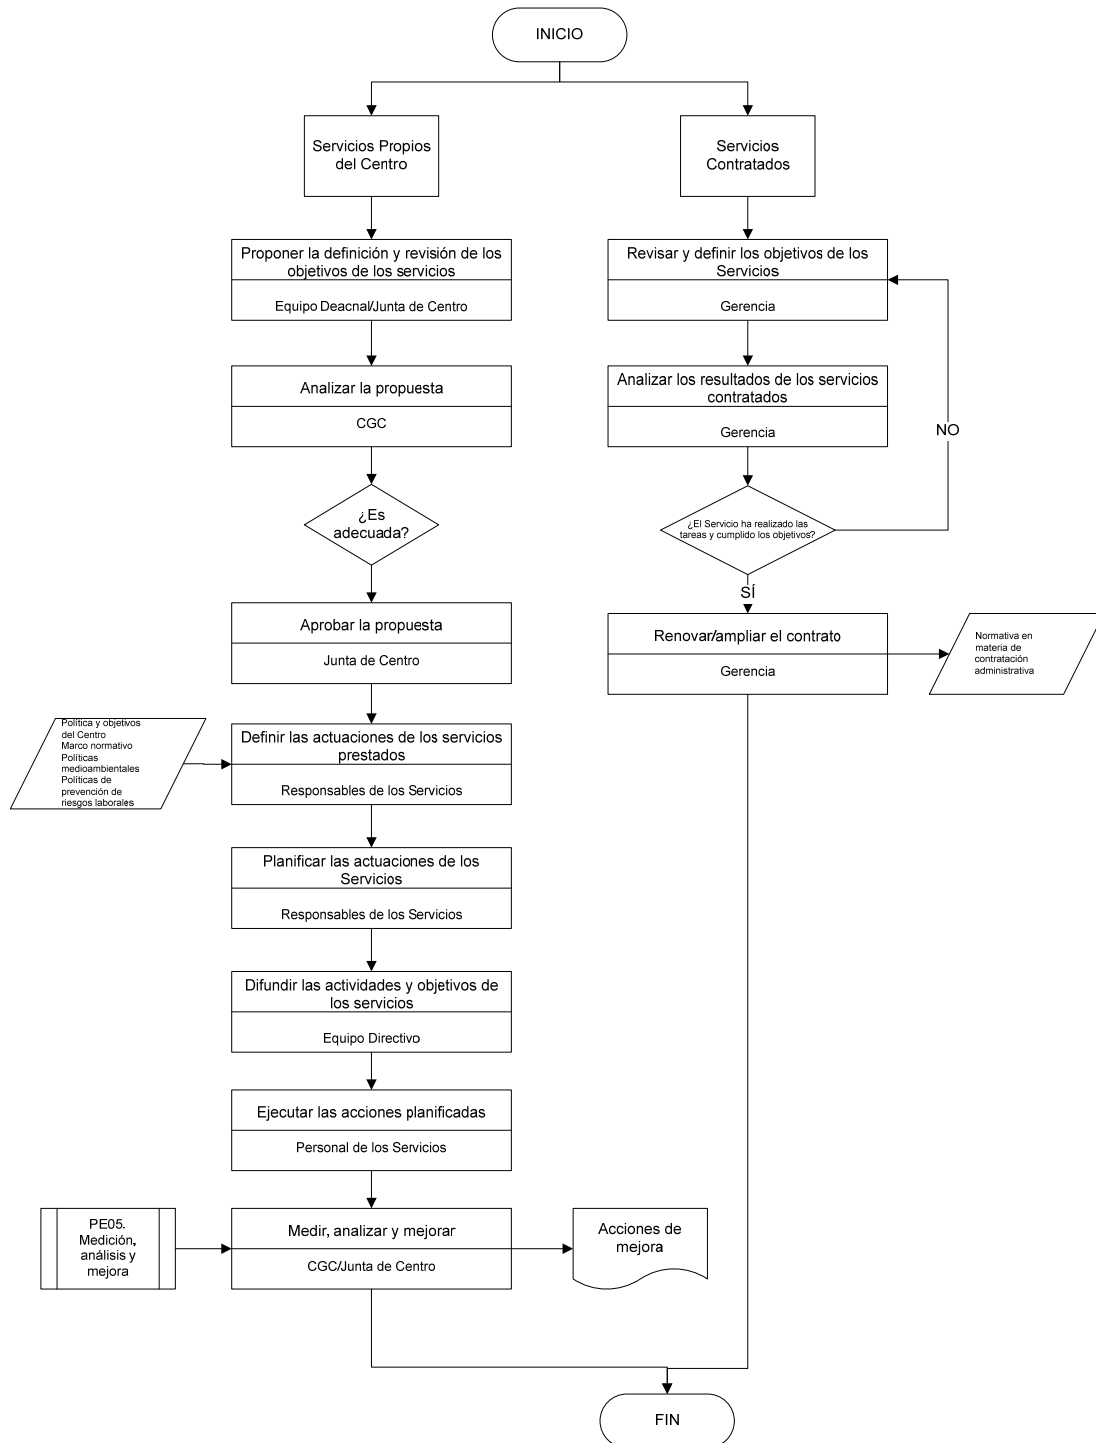 INICIO
Servicios Propios
del Centro
Servicios
Contratados
Proponer la definición y revisión de los
objetivos de los servicios
Equipo Deacnal/Junta de Centro
Revisar y definir los objetivos de los
Servicios
Gerencia
Analizar la propuesta
CGC
Analizar los resultados de los servicios
contratados
Gerencia
NO
¿Es
adecuada?
¿El Servicio ha realizado las
tareas y cumplido los objetivos?
SÍ
Aprobar la propuesta
Junta de Centro
Renovar/ampliar el contrato
Gerencia
Normativa en
materia de
contratación
administrativa
Política y objetivos
del Centro
Marco normativo
Políticas
medioambientales
Políticas de
prevención de
riesgos laborales
Definir las actuaciones de los servicios
prestados
Responsables de los Servicios
Planificar las actuaciones de los
Servicios
Responsables de los Servicios
Difundir las actividades y objetivos de
los servicios
Equipo Directivo
Ejecutar las acciones planificadas
Personal de los Servicios
PE05.
Medición,
análisis y
mejora
Medir, analizar y mejorar
CGC/Junta de Centro
Acciones de
mejora
FIN